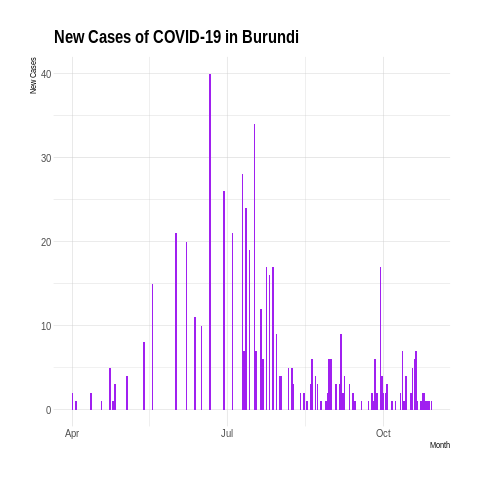 New Cases of COVID-19 in Burundi
New Cases
40
30
20
10
0
Apr
Jul
Oct
Month